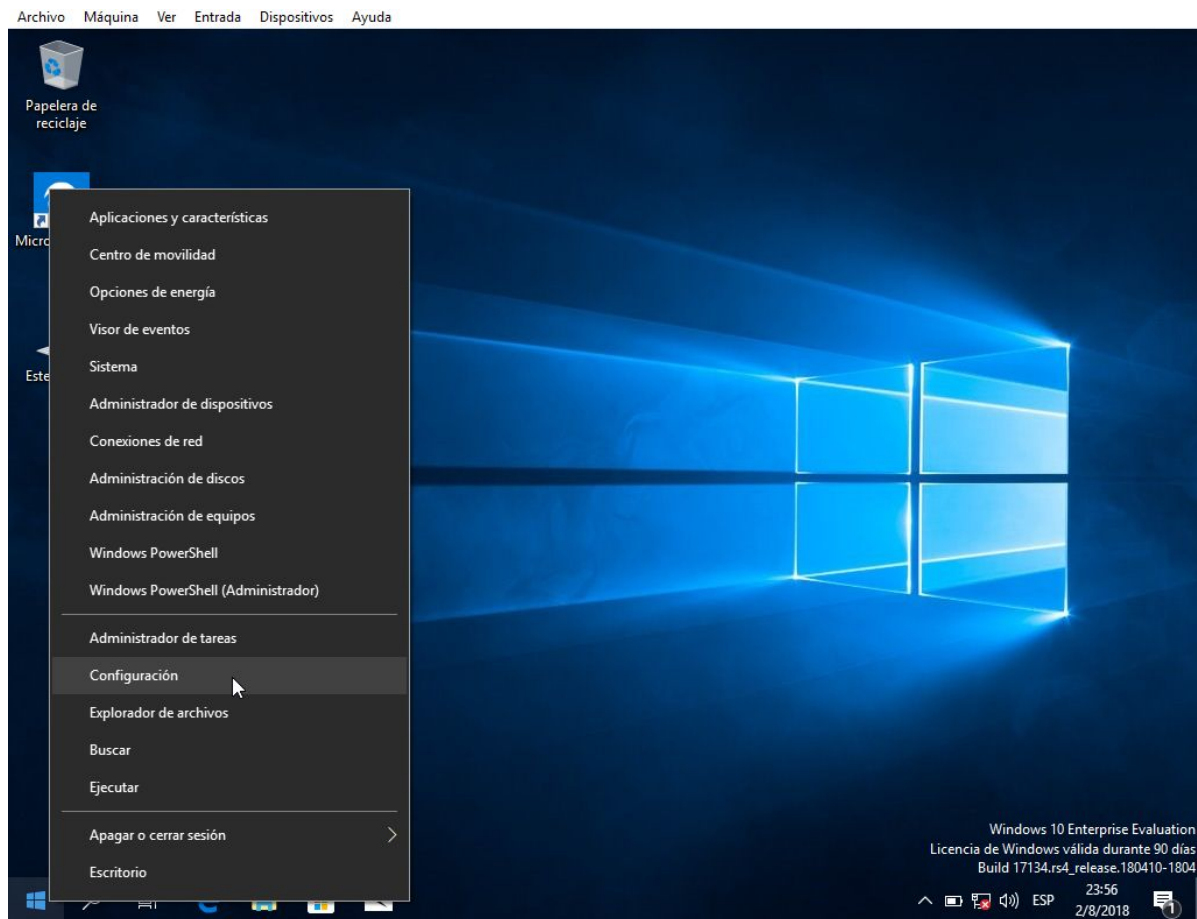 Archivo Máquina Ver Entrada Dispositivos Ayuda
Papelera de
reciclaje
Aplicaciones y características
Centro de movilidad
Opciones de energía
Visor de eventos
Sistema
Administrador de dispositivos
Conexiones de red
Administración de discos
Administración de equipos
Windows PowerShell
Windows PowerShell (Administrador)
Administrador de tareas
Configuración
Explorador de archivos
Buscar
Ejecutar
Apagar o cerrar sesión
Escritorio
Micro
Este
Windows 10 Enterprise Evaluation
Licencia de Windows válida durante 90 días
Build 17134.rs4_release.180410-1804
ESP
23:56
2/8/2018
1